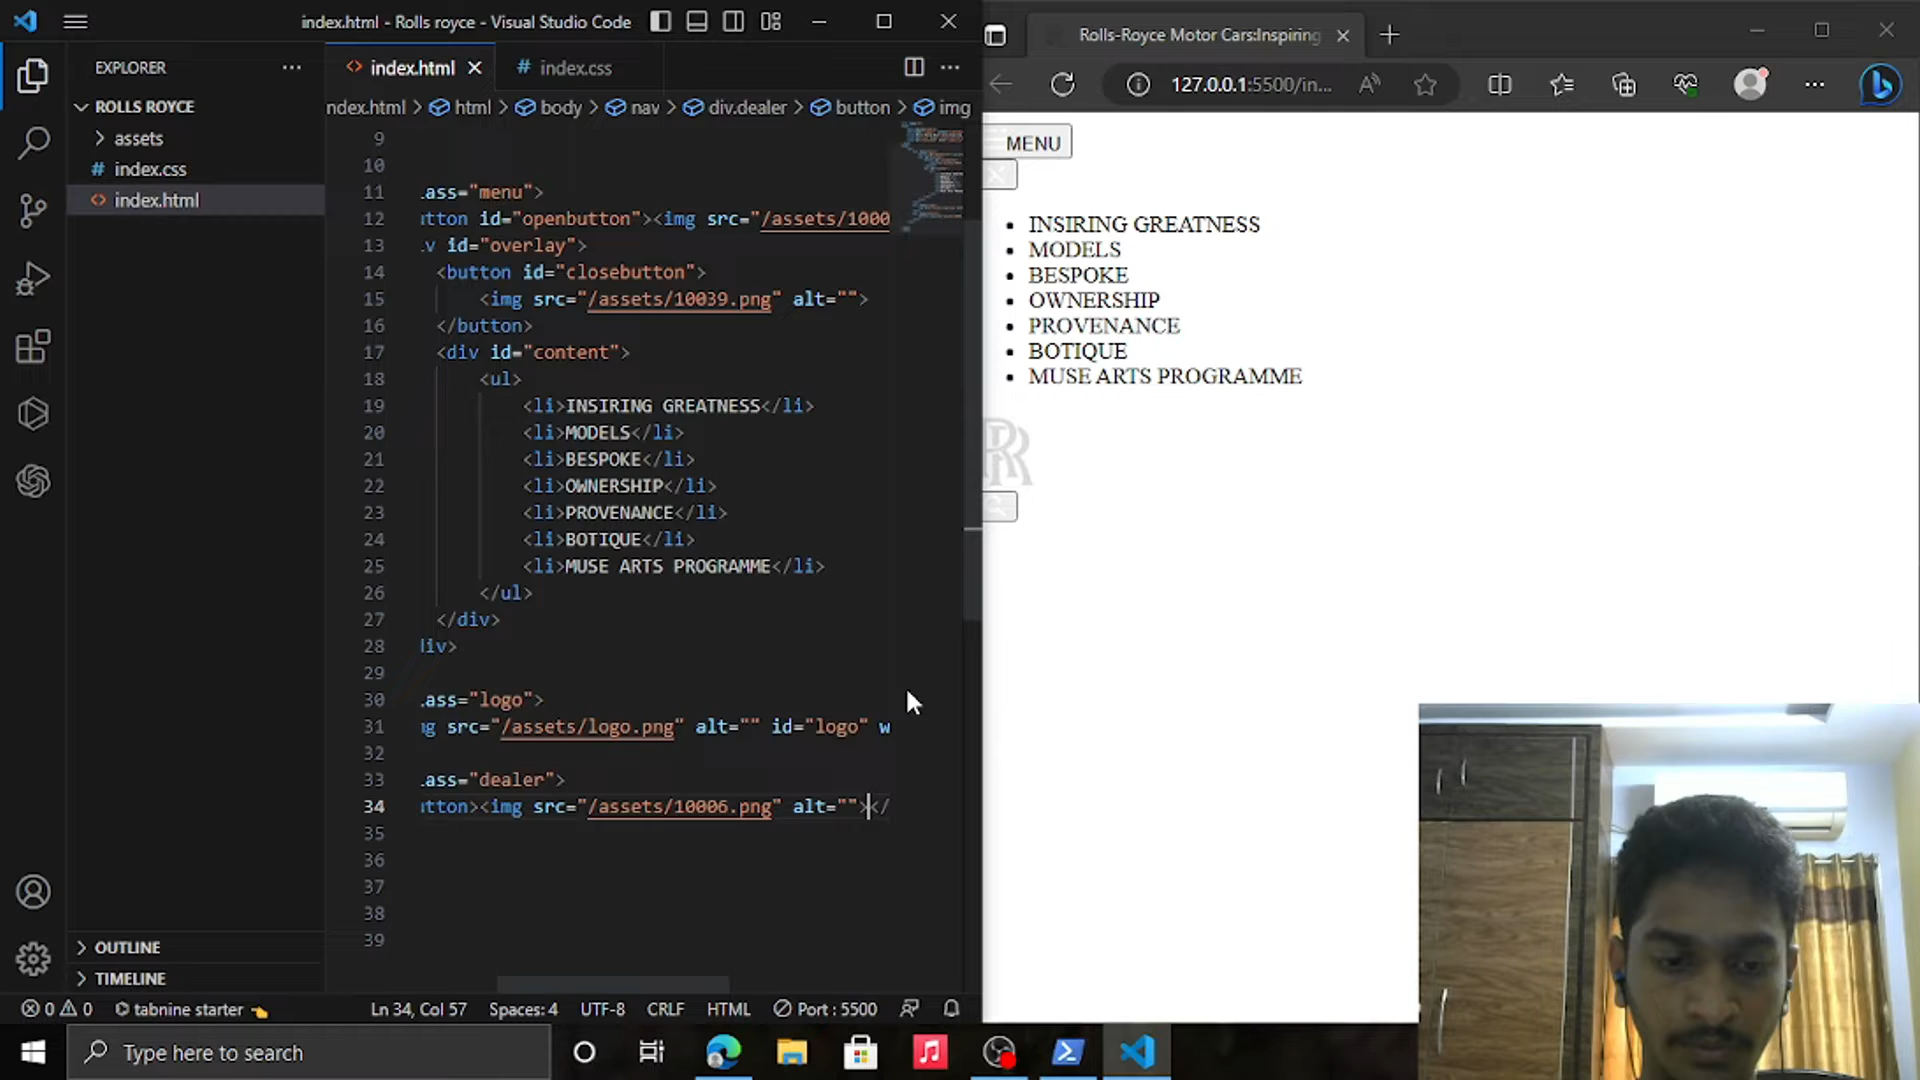 index.html - Rolls royce - Visual Studio Code
EXPLORER
ROLLS ROYCE
assets
# index.css
<> index.html
OUTLINE
TIMELINE
<> index.html
# index.css
ndex.html > html > body > nav > div.dealer > button > img
9
10
11 ass="menu">
12 tton id="openbutton"><img src="/assets/1000
13 v id="overlay">
14 <button id="closebutton">
15 <img src="/assets/10039.png" alt="">
16 </button>
17 <div id="content">
18 <ul>
19 <li>INSIRING GREATNESS</li>
20 <li>MODELS</li>
21 <li>BESPOKE</li>
22 <li>OWNERSHIP</li>
23 <li>PROVENANCE</li>
24 <li>BOTIQUE</li>
25 <li>MUSE ARTS PROGRAMME</li>
26 </ul>
27 </div>
28 div>
29
30 ass="logo">
31 g src="/assets/logo.png" alt="" id="logo" w
32
33 ass="dealer">
34 tton><img src="/assets/10006.png" alt=""></
35
36
37
38
39
0 0 tabnine starter Ln 34, Col 57 Spaces: 4 UTF-8 CRLF HTML Port : 5500
Rolls-Royce Motor Cars:Inspiring
127.0.0.1:5500/in...
MENU
INSIRING GREATNESS
MODELS
BESPOKE
OWNERSHIP
PROVENANCE
BOTIQUE
MUSE ARTS PROGRAMME
RR
Type here to search